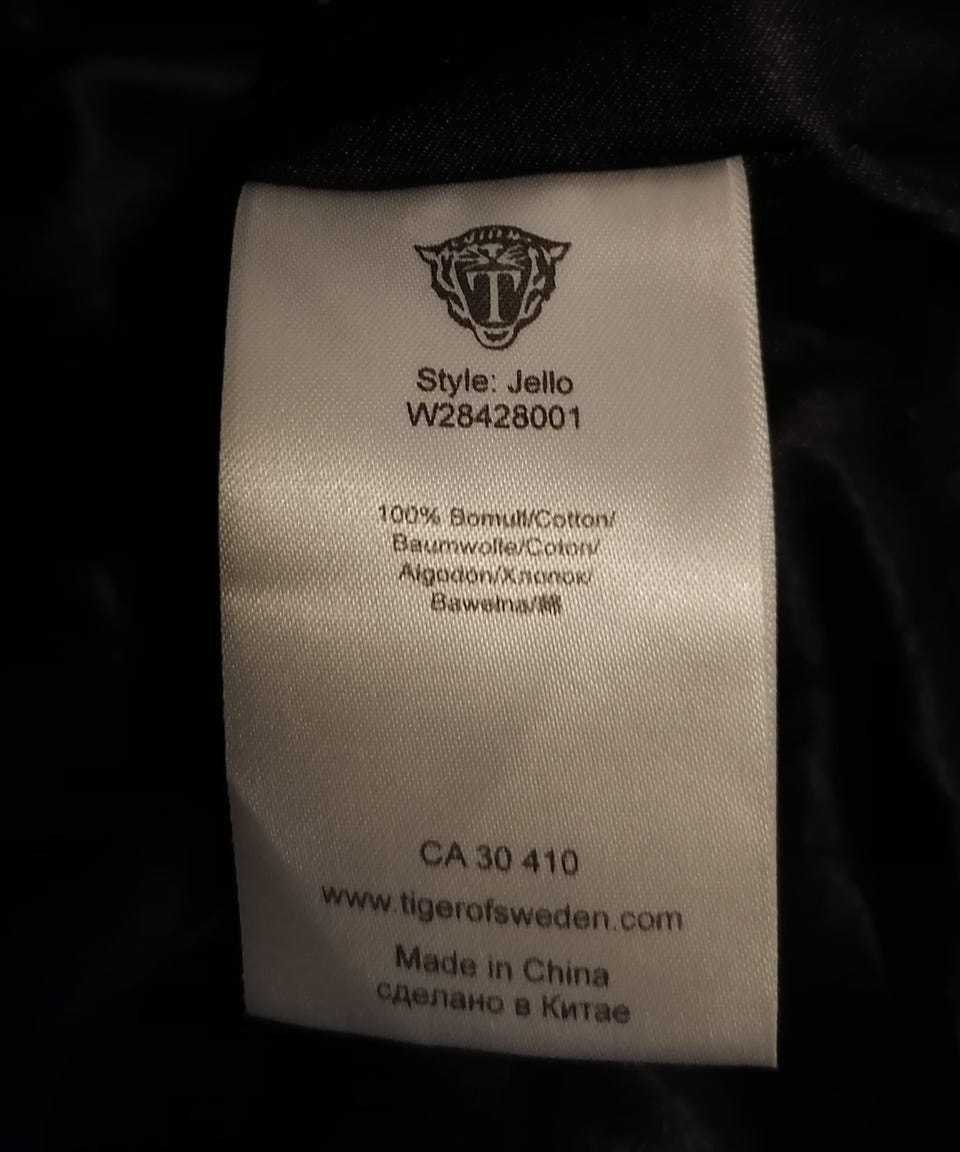 T
Style: Jello
W28428001
100% Bomull/Cotton/
Baumwolle/Coton/
Algodón/Хлопок/
Bawelna/綿
CA 30 410
www.tigerofsweden.com
Made in China
сделано в Китае